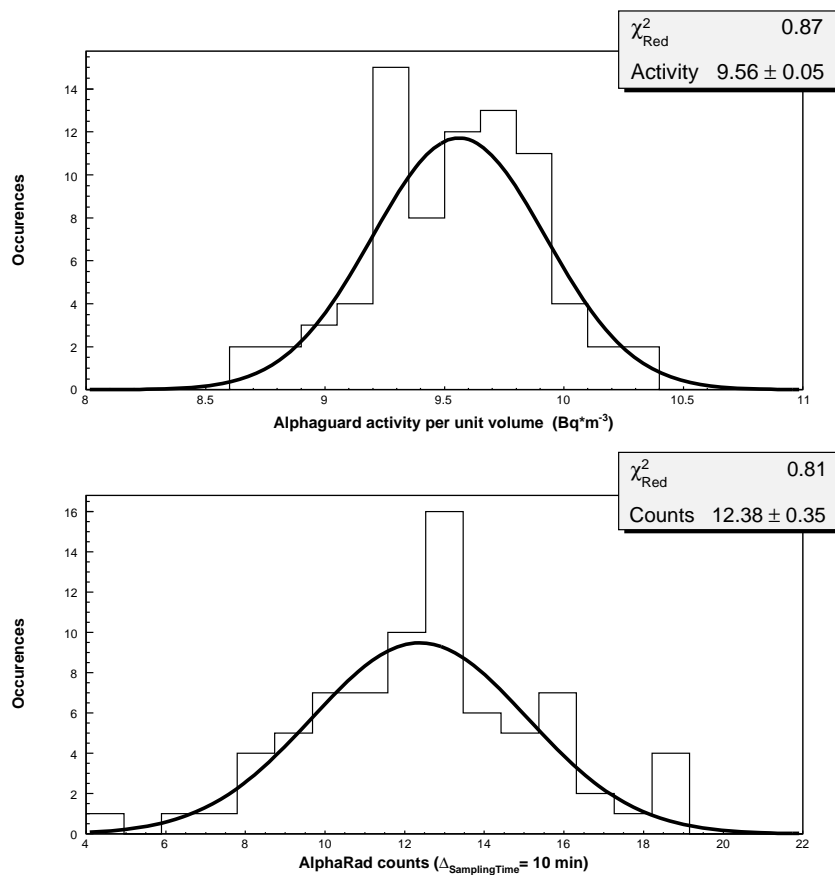 χ²Red 0.87
Activity 9.56 ± 0.05
Occurences
14
12
10
8
6
4
2
0
8 8.5 9 9.5 10 10.5 11
Alphaguard activity per unit volume (Bq*m-3)
χ²Red 0.81
Counts 12.38 ± 0.35
Occurences
16
14
12
10
8
6
4
2
0
4 6 8 10 12 14 16 18 20 22
AlphaRad counts (ΔSamplingTime= 10 min)